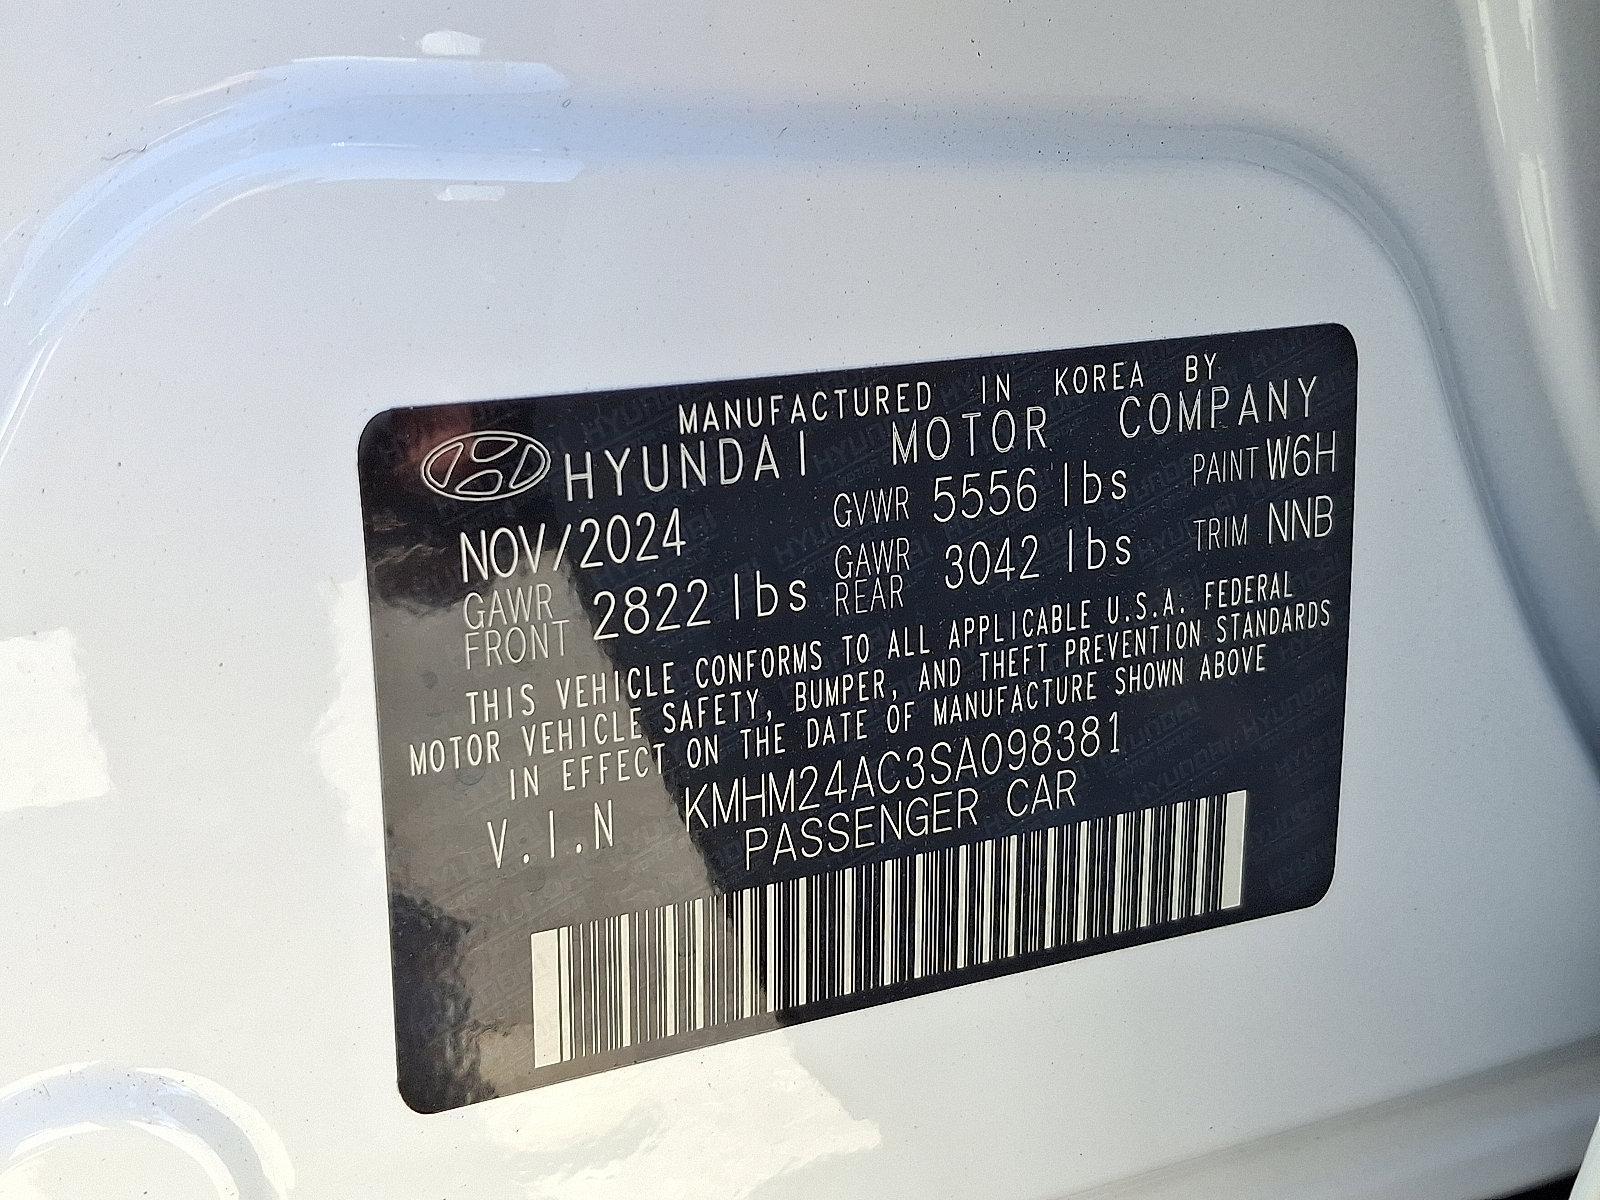 MANUFACTURED IN KOREA BY
HYUNDAI MOTOR COMPANY
NOV/2024 GVWR 5556 lbs PAINT W6H
GAWR FRONT 2822 lbs GAWR REAR 3042 lbs TRIM NNB
THIS VEHICLE CONFORMS TO ALL APPLICABLE U.S.A. FEDERAL
MOTOR VEHICLE SAFETY, BUMPER, AND THEFT PREVENTION STANDARDS
IN EFFECT ON THE DATE OF MANUFACTURE SHOWN ABOVE
V.I.N KMHM24AC3SA098381
PASSENGER CAR